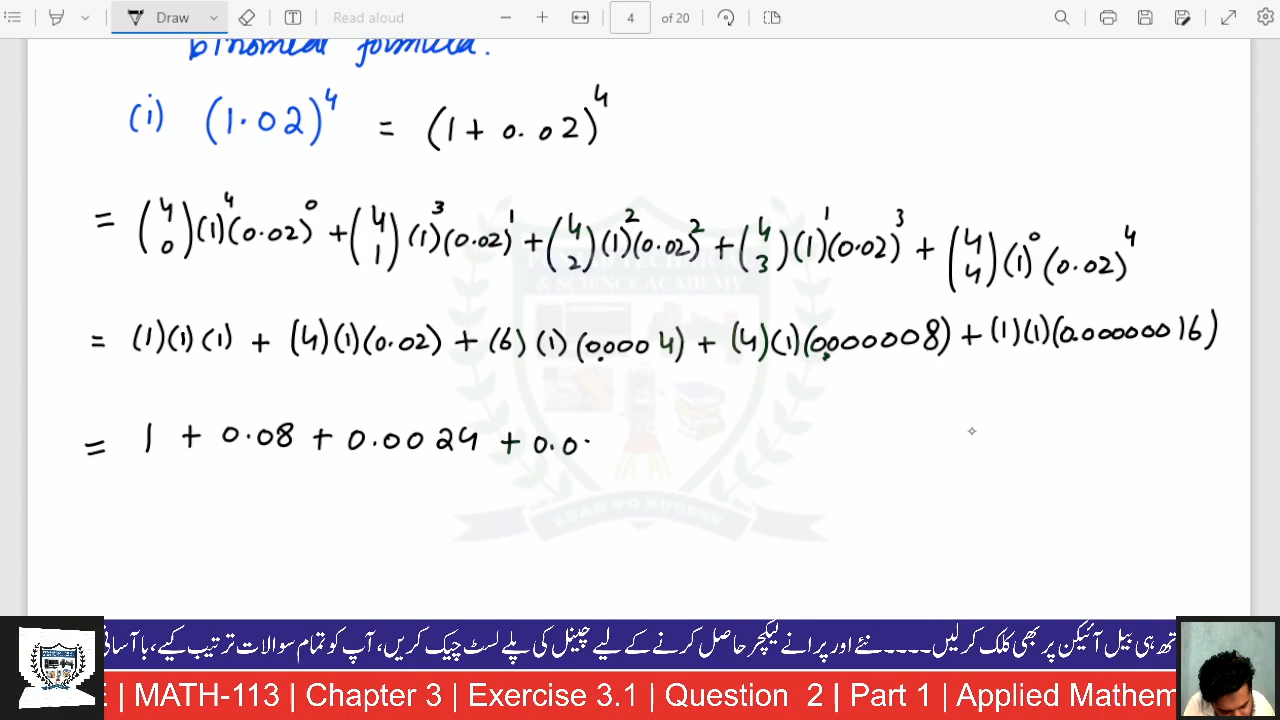 Draw
Read aloud
4 of 20
binomial formula.
(i) (1.02)^4 = (1 + 0.02)^4
= (4 0)(1)^4(0.02)^0 + (4 1)(1)^3(0.02)^1 + (4 2)(1)^2(0.02)^2 + (4 3)(1)^1(0.02)^3 + (4 4)(1)^0(0.02)^4
= (1)(1)(1) + (4)(1)(0.02) + (6)(1)(0.0004) + (4)(1)(0.000008) + (1)(1)(0.00000016)
= 1 + 0.08 + 0.0024 + 0.0
& SCIENCE ACADEMY
LEAD TO SUCCESS
تھ ہی بیل آئیکن پر بھی کلک کر لیں ..... نئے اور پرانے لیکچر حاصل کرنے کے لیے چینل کی پلے لسٹ چیک کریں، آپ کو تمام سوالات ترتیب کیے، با آسانی
E | MATH-113 | Chapter 3 | Exercise 3.1 | Question 2 | Part 1 | Applied Mathem